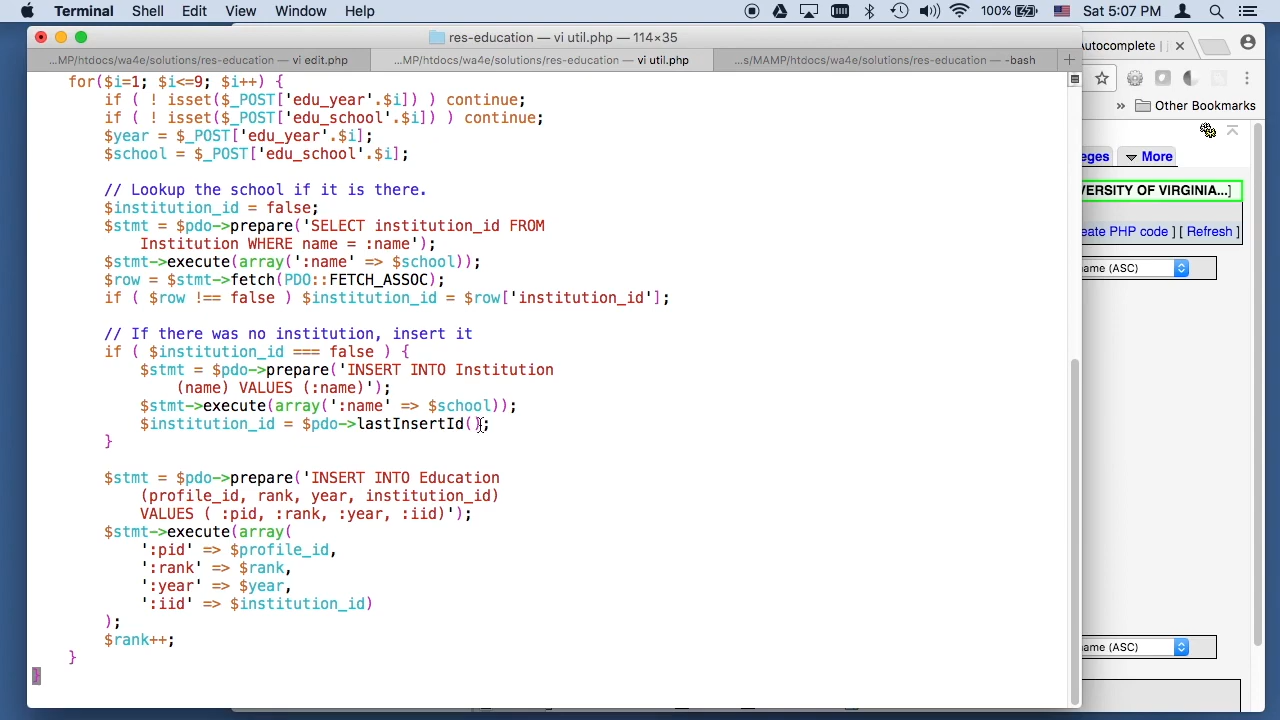 Terminal Shell Edit View Window Help 100% Sat 5:07 PM
res-education — vi util.php — 114×35
Autocomplete |
...MP/htdocs/wa4e/solutions/res-education — vi edit.php ...MP/htdocs/wa4e/solutions/res-education — vi util.php ...s/MAMP/htdocs/wa4e/solutions/res-education — -bash +
for($i=1; $i<=9; $i++) {
if ( ! isset($_POST['edu_year'.$i]) ) continue;
if ( ! isset($_POST['edu_school'.$i]) ) continue;
$year = $_POST['edu_year'.$i];
$school = $_POST['edu_school'.$i];
// Lookup the school if it is there.
$institution_id = false;
$stmt = $pdo->prepare('SELECT institution_id FROM
Institution WHERE name = :name');
$stmt->execute(array(':name' => $school));
$row = $stmt->fetch(PDO::FETCH_ASSOC);
if ( $row !== false ) $institution_id = $row['institution_id'];
// If there was no institution, insert it
if ( $institution_id === false ) {
$stmt = $pdo->prepare('INSERT INTO Institution
(name) VALUES (:name)');
$stmt->execute(array(':name' => $school));
$institution_id = $pdo->lastInsertId();
}
$stmt = $pdo->prepare('INSERT INTO Education
(profile_id, rank, year, institution_id)
VALUES ( :pid, :rank, :year, :iid)');
$stmt->execute(array(
':pid' => $profile_id,
':rank' => $rank,
':year' => $year,
':iid' => $institution_id)
);
$rank++;
}
}
» Other Bookmarks
eges More
VERSITY OF VIRGINIA...]
eate PHP code ] [ Refresh ]
ame (ASC)
ame (ASC)